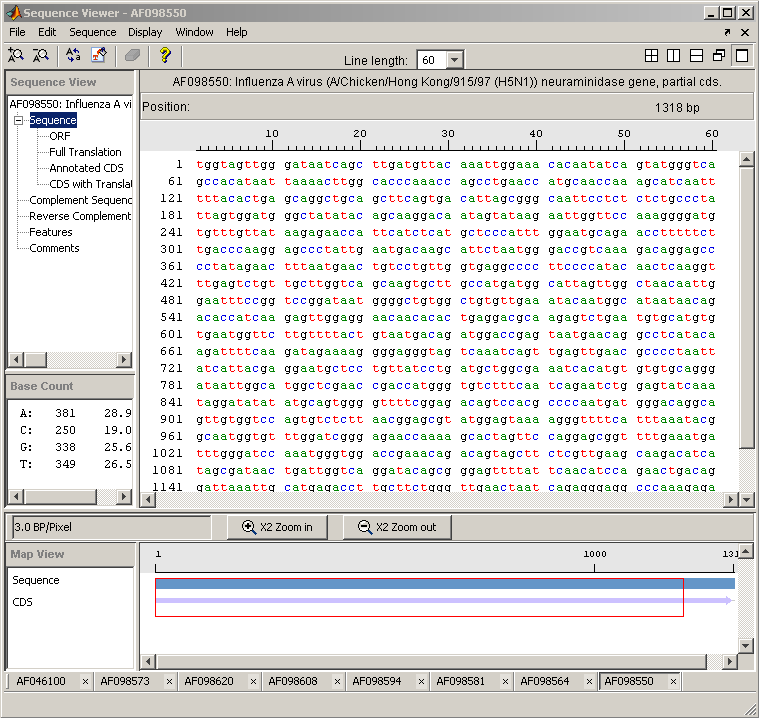 Sequence Viewer - AF098550
File Edit Sequence Display Window Help
Line length: 60
Sequence View
AF098550: Influenza A vi
Sequence
ORF
Full Translation
Annotated CDS
CDS with Translat
Complement Sequenc
Reverse Complement
Features
Comments
Base Count
A: 381 28.9
C: 250 19.0
G: 338 25.6
T: 349 26.5
AF098550: Influenza A virus (A/Chicken/Hong Kong/915/97 (H5N1)) neuraminidase gene, partial cds.
Position: 1318 bp
10 20 30 40 50 60
1 tggtagttgg gataatcagc ttgatgttac aaattggaaa cacaatatca gtatgggtca
61 gccacataat taaaacttgg cacccaaacc agcctgaacc atgcaaccaa agcatcaatt
121 tttacactga gaacgctgca gcttcagtga cattagcggg caattcctct ctctgcccta
181 ttagtggatg ggctatatgc agcaaggaca atagtataag aattggttcc aaaggggatg
241 tgtttgttat aagagaacca ttcatctcat gctcccattt ggaatgcaga acctttttct
301 tgacccaagg agccctattg aatgacaagc attctaatgg gaccgtcaaa gacaggagcc
361 cctatagaac tttaatgaac tgtcctgttg gtgaggcccc ttccccatac aactcaaggt
421 ttgagtctgt tgcttggtca gcaagtgctt gccatgatgg cattagttgg ctaacaattg
481 gaatttccgg tccggataat ggggctgtgg ctgtgttgaa atacaatggc ataataacag
541 acaccatcaa gagttggagg aacaacacac tgagaacgca agagtctgaa tgtgcatgtg
601 tgaatggttc ttgttttact gtaatgacac atggaccgag taatgaacag gcctcataca
661 agattttcaa gatagaaaag gggagggtag tcaaatcagt tgagttgaac gcccctaatt
721 atcattacga ggaatgctcc tgttatcctg atgctggcga aatcacatgt gtgtgcaggg
781 ataattggca tggctcgaac cgaccatggg tgtctttcaa tcagaatctg gagtatcaaa
841 taggatatat atgcagtggg gttttcggag acagtccacg ccccaatgat gggacaggca
901 gttgtggtcc agtgtctctt aacggagcgt atggagtaaa agggttttca tttaaatacg
961 gcaatggtgt ttggatcggg agaaccaaaa gcactagttc ctcgagcggtt tttgaaatga
1021 tttgggatcc aaatgggtgg accgaaacag actctagctt ctcgttgaag caagacatca
1081 tagcgataac tgattggtca ggatacagcg ggagttttat tcaacatcca gaactgacag
1141 gattaaattg catgagacct tgcttctggg ttgaactaat cagagggagg cccaaagaga
3.0 BP/Pixel X2 Zoom in X2 Zoom out
Map View
1 1000 131
Sequence
CDS
AF046100 AF098573 AF098620 AF098608 AF098594 AF098581 AF098564 AF098550